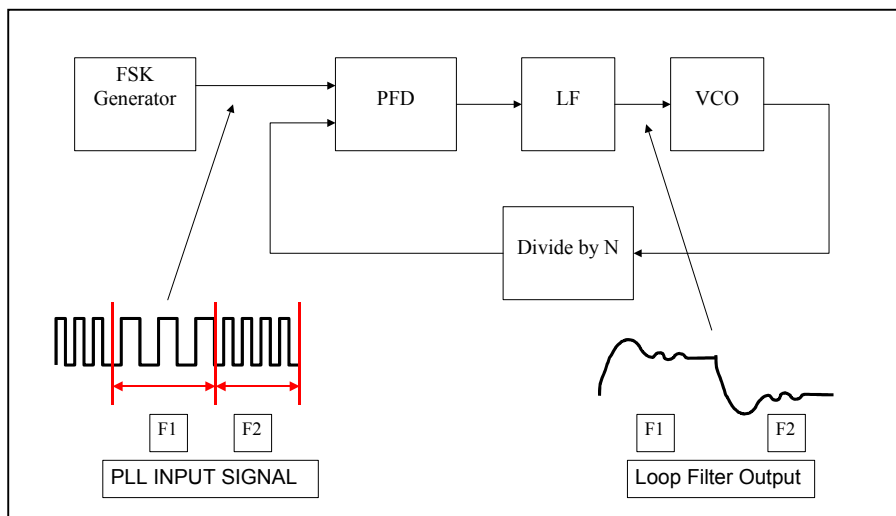 FSK
Generator
PFD
LF
VCO
Divide by N
F1
F2
F1
F2
PLL INPUT SIGNAL
Loop Filter Output